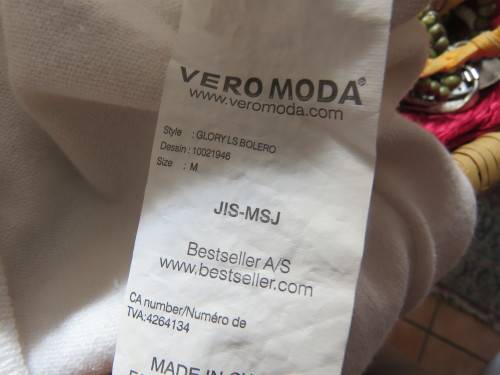 VERO MODA®
www.veromoda.com
Style : GLORY LS BOLERO
Dessin : 10021946
Size : M
JIS-MSJ
Bestseller A/S
www.bestseller.com
CA number/Numéro de
TVA:4264134
MADE IN